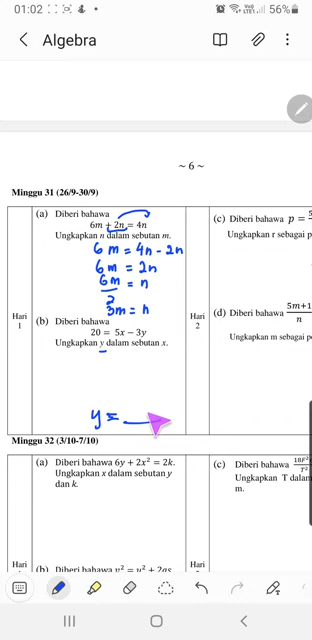 01:02
56%
Algebra
~ 6 ~
Minggu 31 (26/9-30/9)
(a) Diberi bahawa
6m + 2n = 4n
Ungkapkan n dalam sebutan m.
6m = 4n - 2n
6m = 2n
6m/2 = n
3m = n
Hari
1
(b) Diberi bahawa
20 = 5x − 3y
Ungkapkan y dalam sebutan x.
y =
(c) Diberi bahawa p =
Ungkapkan r sebagai p
Hari
2
(d) Diberi bahawa 5m+1/n
Ungkapkan m sebagai p
Minggu 32 (3/10-7/10)
(a) Diberi bahawa 6y + 2x² = 2k.
Ungkapkan x dalam sebutan y
dan k.
Hari
(b) Diberi bahawa
(c) Diberi bahawa
Ungkapkan T dalam
m.
Hari